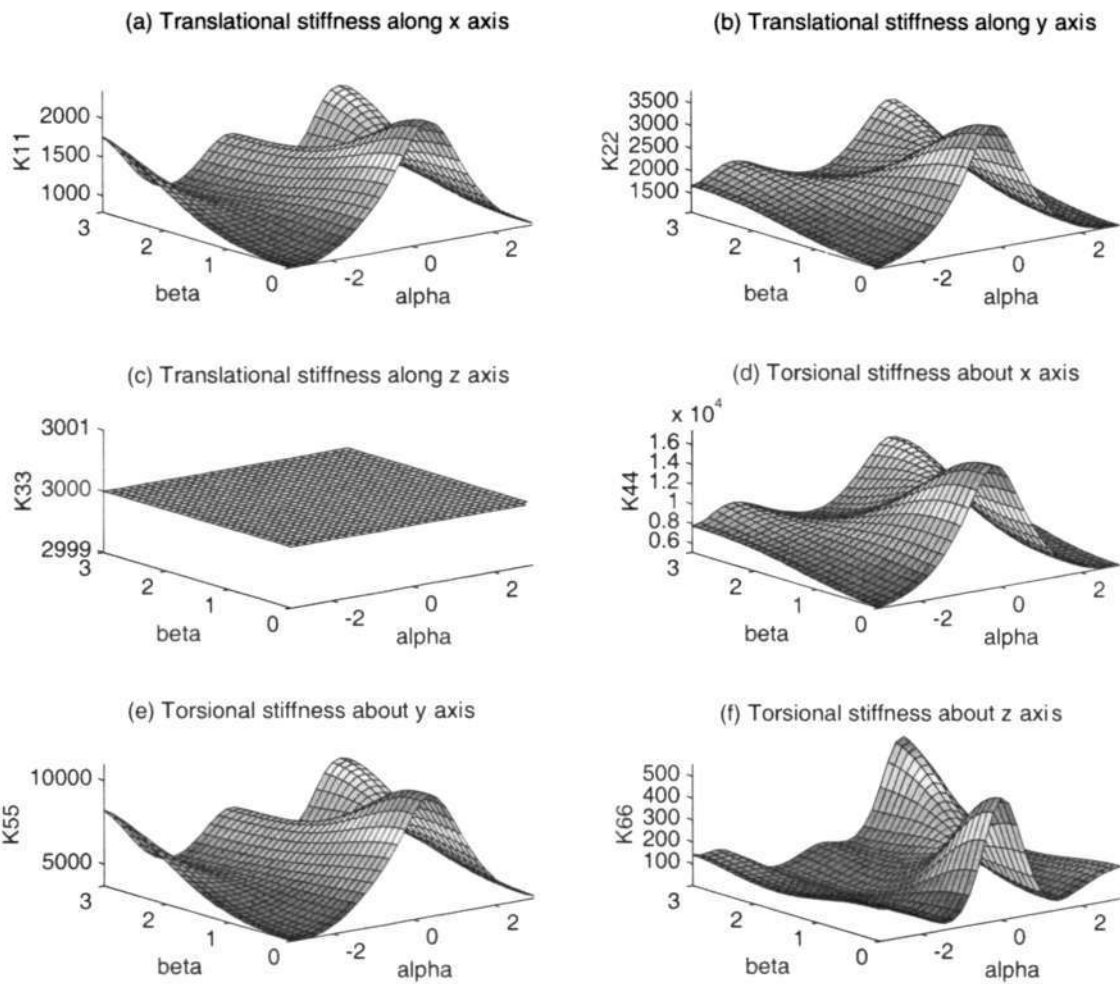 (a) Translational stiffness along x axis
2000
1500
1000
K11
3
2
1
0
beta
-2
0
2
alpha
(b) Translational stiffness along y axis
3500
3000
2500
2000
1500
K22
3
2
1
0
beta
-2
0
2
alpha
(c) Translational stiffness along z axis
3001
3000
2999
K33
3
2
1
0
beta
-2
0
2
alpha
(d) Torsional stiffness about x axis
x 10^4
1.6
1.4
1.2
1
0.8
0.6
K44
3
2
1
0
beta
-2
0
2
alpha
(e) Torsional stiffness about y axis
10000
5000
K55
3
2
1
0
beta
-2
0
2
alpha
(f) Torsional stiffness about z axis
500
400
300
200
100
K66
3
2
1
0
beta
-2
0
2
alpha